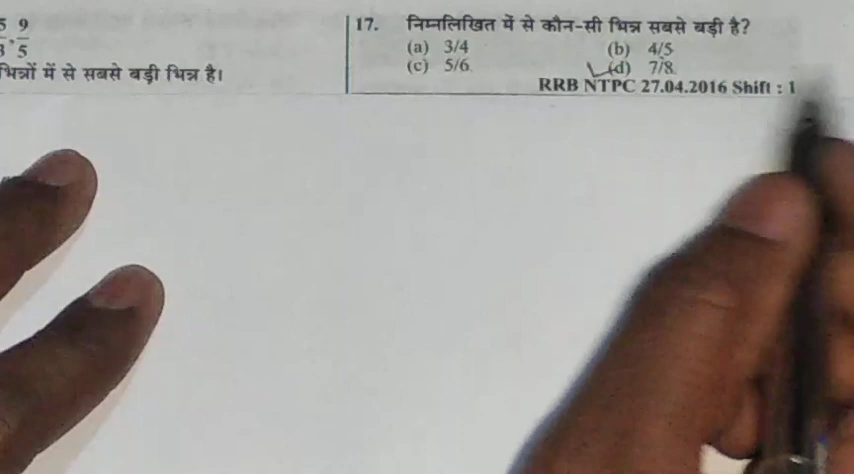 5 9
3 , 5
भिन्नों में से सबसे बड़ी भिन्न है।
17. निम्नलिखित में से कौन-सी भिन्न सबसे बड़ी है?
(a) 3/4 (b) 4/5
(c) 5/6 (d) 7/8
RRB NTPC 27.04.2016 Shift : 1